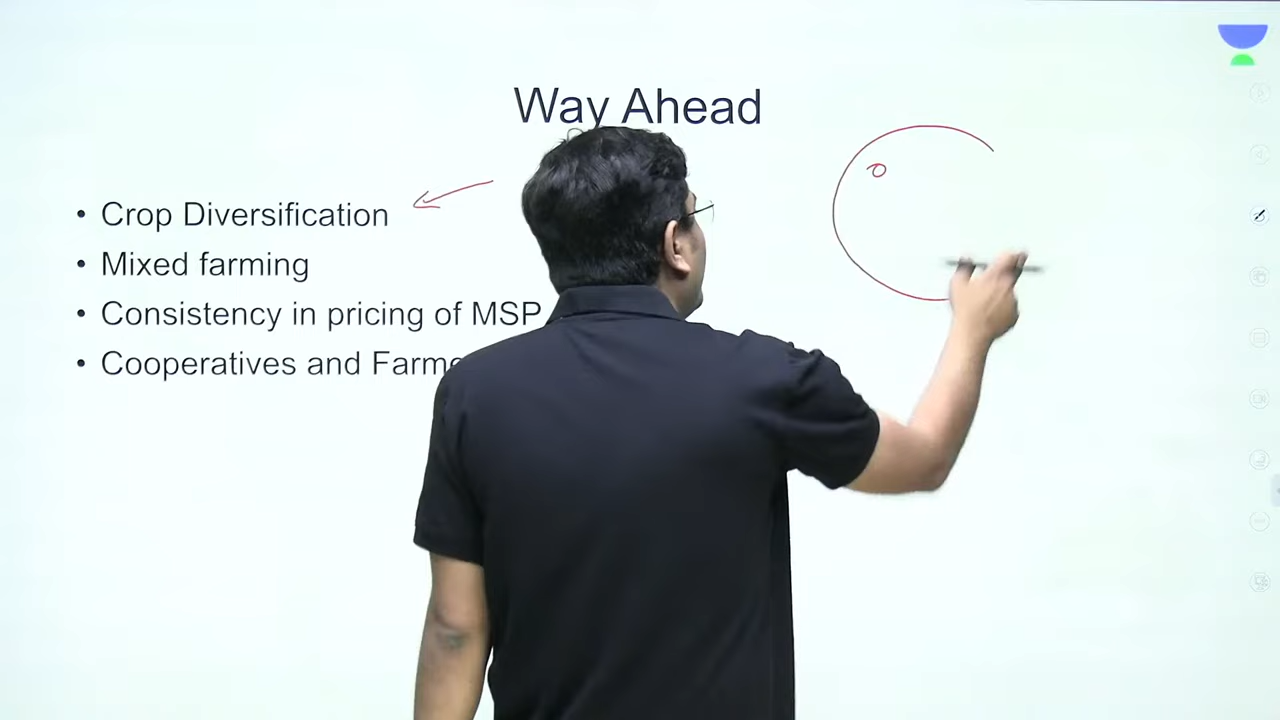 Way Ahead
• Crop Diversification
• Mixed farming
• Consistency in pricing of MSP
• Cooperatives and